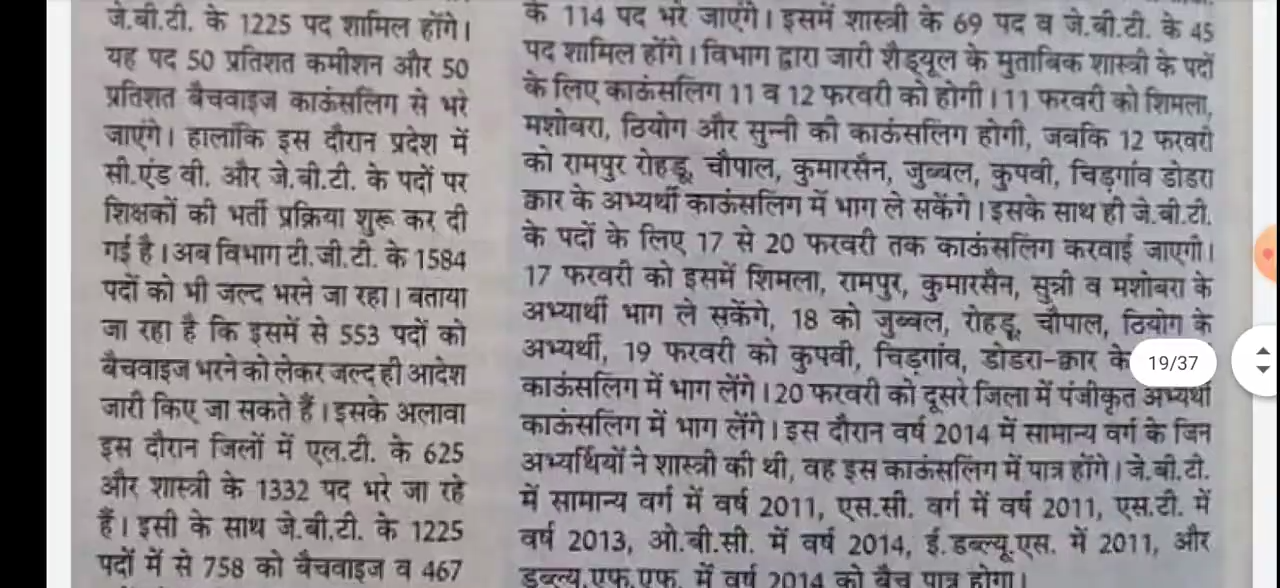 जे.बी.टी. के 1225 पद शामिल होंगे।
यह पद 50 प्रतिशत कमीशन और 50
प्रतिशत बैचवाइज काऊंसलिंग से भरे
जाएंगे। हालांकि इस दौरान प्रदेश में
सी.एंड वी. और जे.बी.टी. के पदों पर
शिक्षकों की भर्ती प्रक्रिया शुरू कर दी
गई है। अब विभाग टी.जी.टी. के 1584
पदों को भी जल्द भरने जा रहा। बताया
जा रहा है कि इसमें से 553 पदों को
बैचवाइज भरने को लेकर जल्द ही आदेश
जारी किए जा सकते हैं। इसके अलावा
इस दौरान जिलों में एल.टी. के 625
और शास्त्री के 1332 पद भरे जा रहे
हैं। इसी के साथ जे.बी.टी. के 1225
पदों में से 758 को बैचवाइज व 467
के 114 पद भरे जाएंगे। इसमें शास्त्री के 69 पद व जे.बी.टी. के 45
पद शामिल होंगे। विभाग द्वारा जारी शैड्यूल के मुताबिक शास्त्री के पदों
के लिए काऊंसलिंग 11 व 12 फरवरी को होगी। 11 फरवरी को शिमला,
मशोबरा, ठियोग और सुन्नी की काऊंसलिंग होगी, जबकि 12 फरवरी
को रामपुर रोहडू, चौपाल, कुमारसैन, जुब्बल, कुपवी, चिड़गांव डोडरा
क्वार के अभ्यर्थी काऊंसलिंग में भाग ले सकेंगे। इसके साथ ही जे.बी.टी.
के पदों के लिए 17 से 20 फरवरी तक काऊंसलिंग करवाई जाएगी।
17 फरवरी को इसमें शिमला, रामपुर, कुमारसैन, सुन्नी व मशोबरा के
अभ्यार्थी भाग ले सकेंगे, 18 को जुब्बल, रोहडू, चौपाल, ठियोग के
अभ्यर्थी, 19 फरवरी को कुपवी, चिड़गांव, डोडरा-क्वार के
काऊंसलिंग में भाग लेंगे। 20 फरवरी को दूसरे जिला में पंजीकृत अभ्यर्थी
काऊंसलिंग में भाग लेंगे। इस दौरान वर्ष 2014 में सामान्य वर्ग के जिन
अभ्यर्थियों ने शास्त्री की थी, वह इस काऊंसलिंग में पात्र होंगे। जे.बी.टी.
में सामान्य वर्ग में वर्ष 2011, एस.सी. वर्ग में वर्ष 2011, एस.टी. में
वर्ष 2013, ओ.बी.सी. में वर्ष 2014, ई.डब्ल्यू.एस. में 2011, और
डब्ल्यू.एफ.एफ. में वर्ष 2014 को बैच पात्र होगा।
19/37